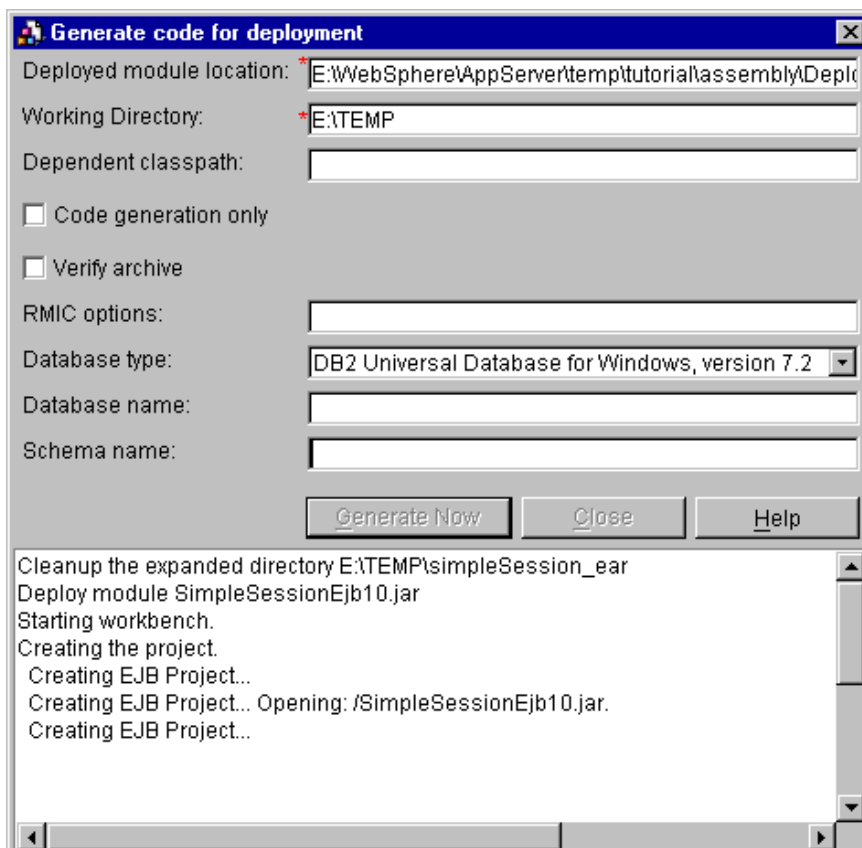 Generate code for deployment
Deployed module location: * E:\WebSphere\AppServer\temp\tutorial\assembly\Deplo
Working Directory: * E:\TEMP
Dependent classpath:
Code generation only
Verify archive
RMIC options:
Database type: DB2 Universal Database for Windows, version 7.2
Database name:
Schema name:
Generate Now Close Help
Cleanup the expanded directory E:\TEMP\simpleSession_ear
Deploy module SimpleSessionEjb10.jar
Starting workbench.
Creating the project.
Creating EJB Project...
Creating EJB Project... Opening: /SimpleSessionEjb10.jar.
Creating EJB Project...